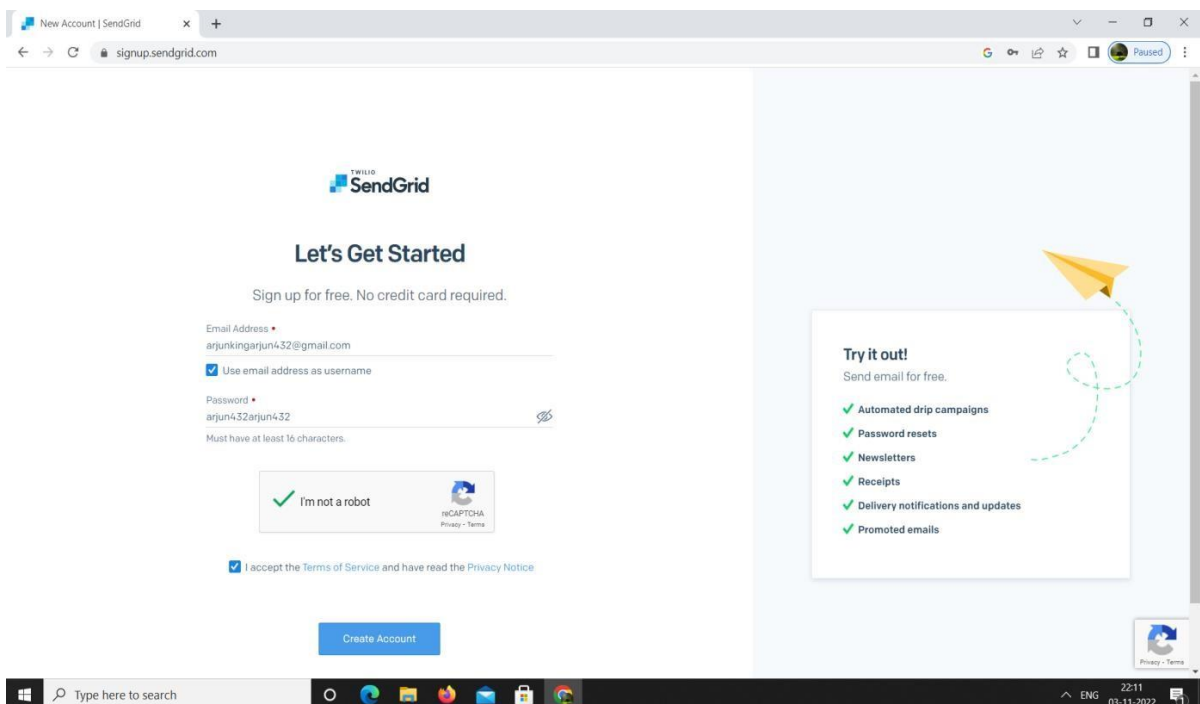 New Account | SendGrid
signup.sendgrid.com
G
Paused
TWILIO
SendGrid
Let's Get Started
Sign up for free. No credit card required.
Email Address •
arjunkingarjun432@gmail.com
Use email address as username
Password •
arjun432arjun432
Must have at least 16 characters.
I'm not a robot
reCAPTCHA
Privacy - Terms
I accept the Terms of Service and have read the Privacy Notice
Create Account
Try it out!
Send email for free.
Automated drip campaigns
Password resets
Newsletters
Receipts
Delivery notifications and updates
Promoted emails
Privacy - Terms
Type here to search
ENG
22:11
03-11-2022
1